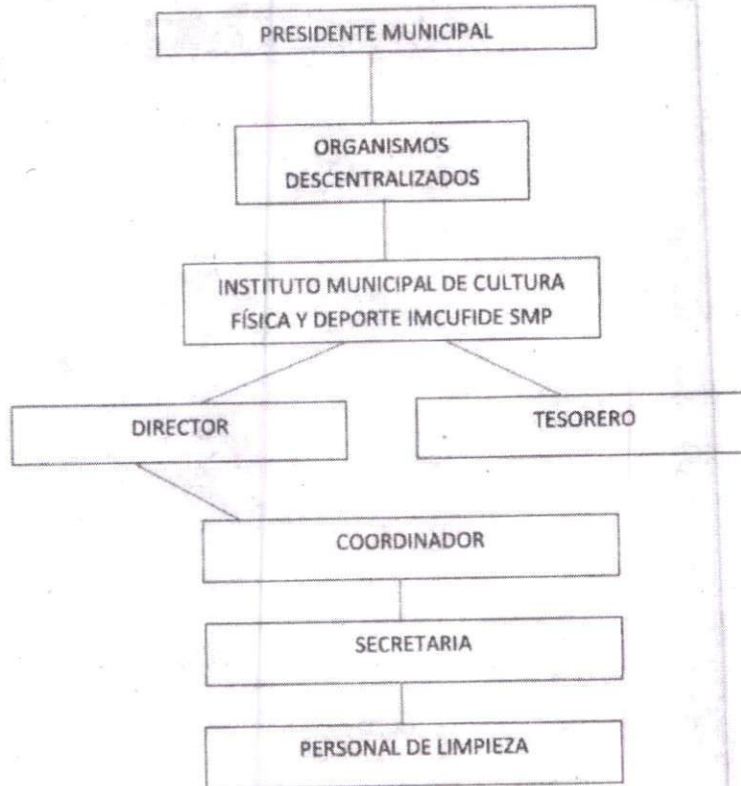 PRESIDENTE MUNICIPAL
ORGANISMOS
DESCENTRALIZADOS
INSTITUTO MUNICIPAL DE CULTURA
FÍSICA Y DEPORTE IMCUFIDE SMP
DIRECTOR
TESORERO
COORDINADOR
SECRETARIA
PERSONAL DE LIMPIEZA